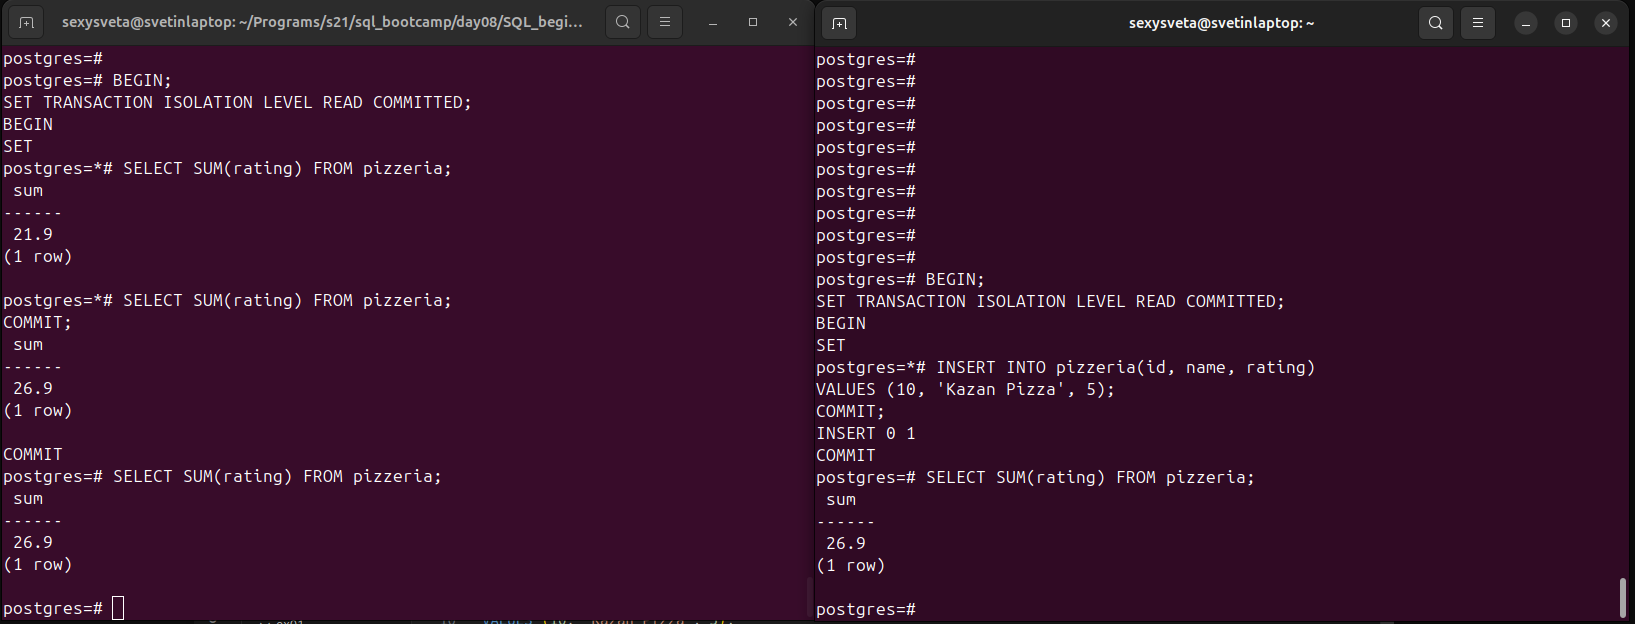 sexysveta@svetinlaptop: ~/Programs/s21/sql_bootcamp/day08/SQL_begi...
postgres=#
postgres=# BEGIN;
SET TRANSACTION ISOLATION LEVEL READ COMMITTED;
BEGIN
SET
postgres=*# SELECT SUM(rating) FROM pizzeria;
 sum
------
 21.9
(1 row)

postgres=*# SELECT SUM(rating) FROM pizzeria;
COMMIT;
 sum
------
 26.9
(1 row)

COMMIT
postgres=# SELECT SUM(rating) FROM pizzeria;
 sum
------
 26.9
(1 row)

postgres=#
sexysveta@svetinlaptop: ~
postgres=#
postgres=#
postgres=#
postgres=#
postgres=#
postgres=#
postgres=#
postgres=#
postgres=#
postgres=#
postgres=# BEGIN;
SET TRANSACTION ISOLATION LEVEL READ COMMITTED;
BEGIN
SET
postgres=*# INSERT INTO pizzeria(id, name, rating)
VALUES (10, 'Kazan Pizza', 5);
COMMIT;
INSERT 0 1
COMMIT
postgres=# SELECT SUM(rating) FROM pizzeria;
 sum
------
 26.9
(1 row)

postgres=#